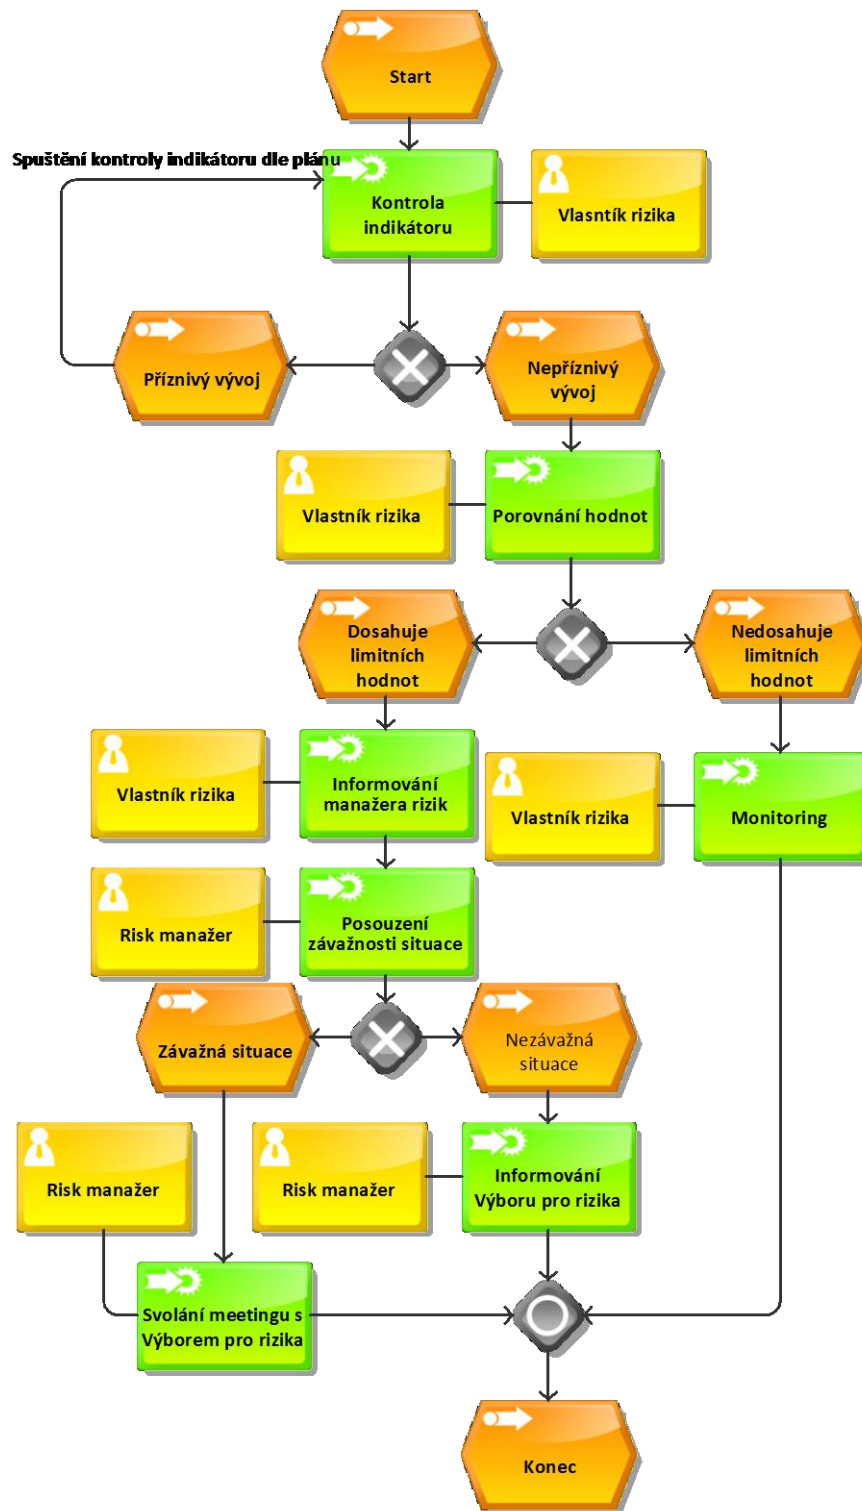 Start
Spuštění kontroly indikátoru dle plánu
Kontrola
indikátoru
Vlasntík rizika
Příznivý vývoj
Nepříznivý
vývoj
Vlastník rizika
Porovnání hodnot
Dosahuje
limitních
hodnot
Nedosahuje
limitních
hodnot
Vlastník rizika
Informování
manažera rizik
Vlastník rizika
Monitoring
Risk manažer
Posouzení
závažnosti situace
Závažná situace
Nezávažná
situace
Risk manažer
Risk manažer
Informování
Výboru pro rizika
Svolání meetingu s
Výborem pro rizika
Konec